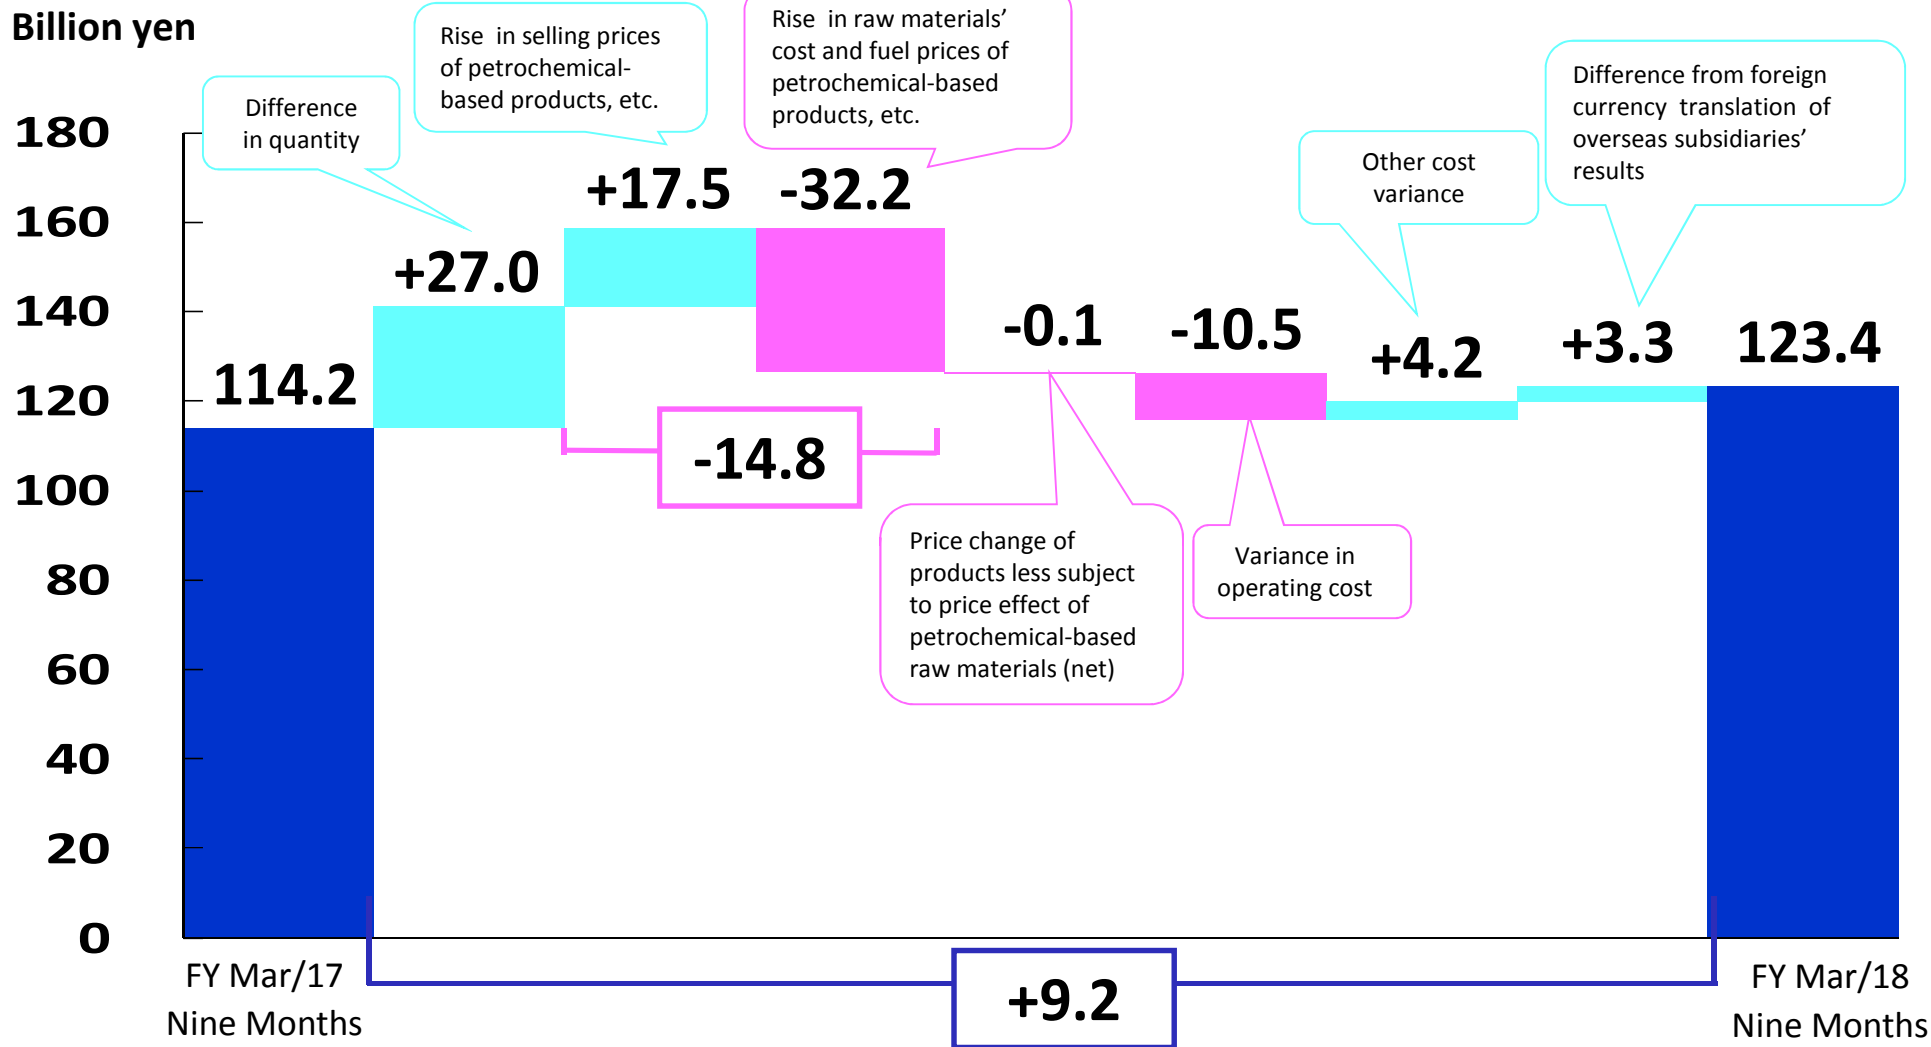 Billion yen
Difference
in quantity
Rise in selling prices
of petrochemical-
based products, etc.
Rise in raw materials’
cost and fuel prices of
petrochemical-based
products, etc.
Other cost
variance
Difference from foreign
currency translation of
overseas subsidiaries’
results
180
160
140
120
100
80
60
40
20
0
114.2
+27.0
+17.5
-32.2
-0.1
-10.5
+4.2
+3.3
123.4
-14.8
Price change of
products less subject
to price effect of
petrochemical-based
raw materials (net)
Variance in
operating cost
FY Mar/17
Nine Months
+9.2
FY Mar/18
Nine Months